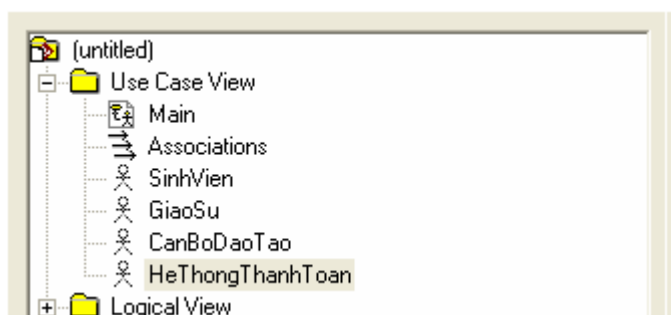 (untitled)
Use Case View
Main
Associations
SinhVien
GiaoSu
CanBoDaoTao
HeThongThanhToan
Logical View